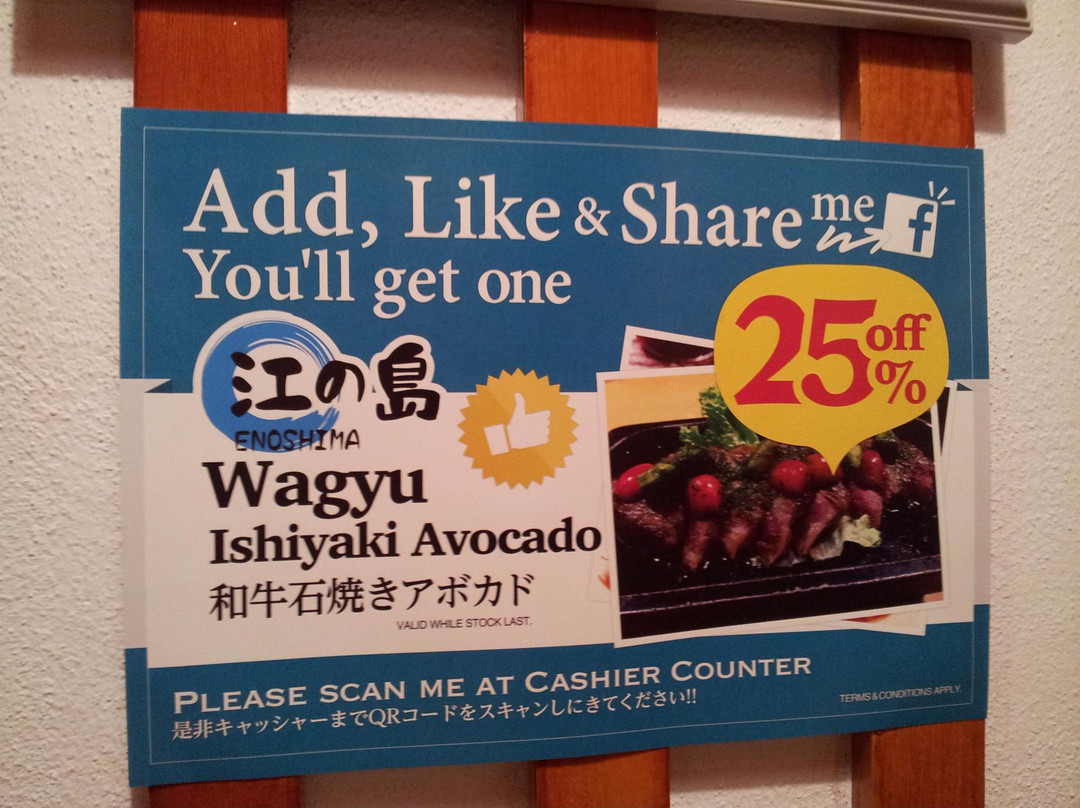 Add, Like & Share me f
You'll get one
25% off
江の島
ENOSHIMA
Wagyu
Ishiyaki Avocado
和牛石焼きアボカド
VALID WHILE STOCK LAST.
PLEASE SCAN ME AT CASHIER COUNTER
是非キャッシャーまでQRコードをスキャンしにきてください!!
TERMS & CONDITIONS APPLY.